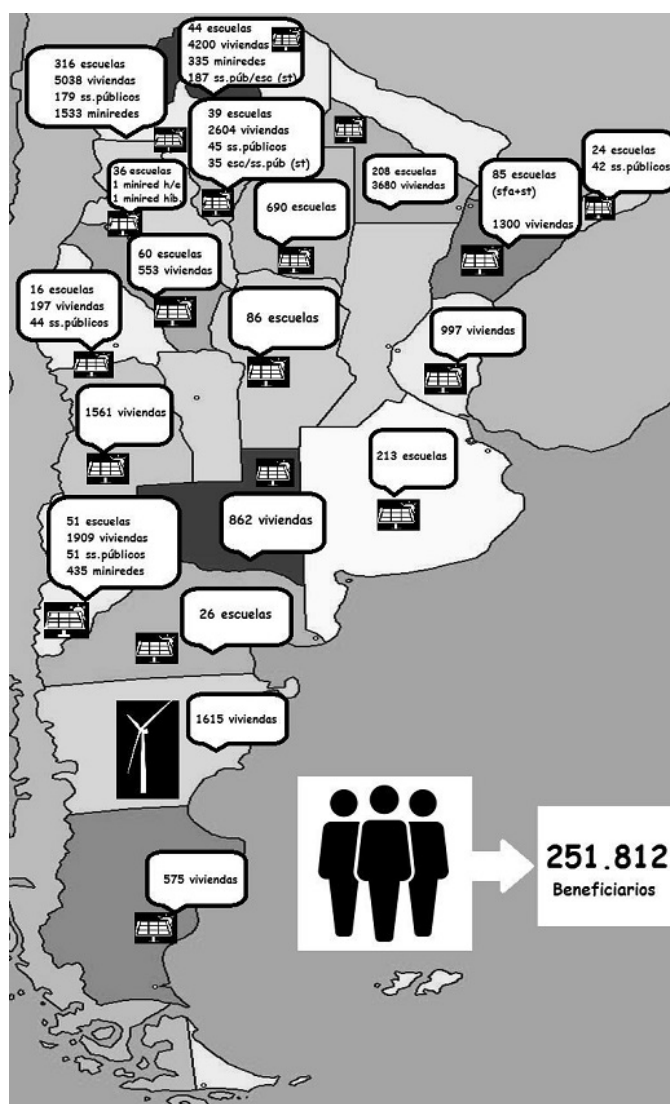 44 escuelas
4200 viviendas
335 miniredes
187 ss.púb/esc (st)
316 escuelas
5038 viviendas
179 ss.públicos
1533 miniredes
39 escuelas
2604 viviendas
45 ss.públicos
35 esc/ss.púb (st)
24 escuelas
42 ss.públicos
36 escuelas
1 minired h/e
1 minired híb.
208 escuelas
3680 viviendas
85 escuelas
(sfa+st)
1300 viviendas
690 escuelas
60 escuelas
553 viviendas
16 escuelas
197 viviendas
44 ss.públicos
86 escuelas
997 viviendas
1561 viviendas
213 escuelas
862 viviendas
51 escuelas
1909 viviendas
51 ss.públicos
435 miniredes
26 escuelas
1615 viviendas
251.812
Beneficiarios
575 viviendas